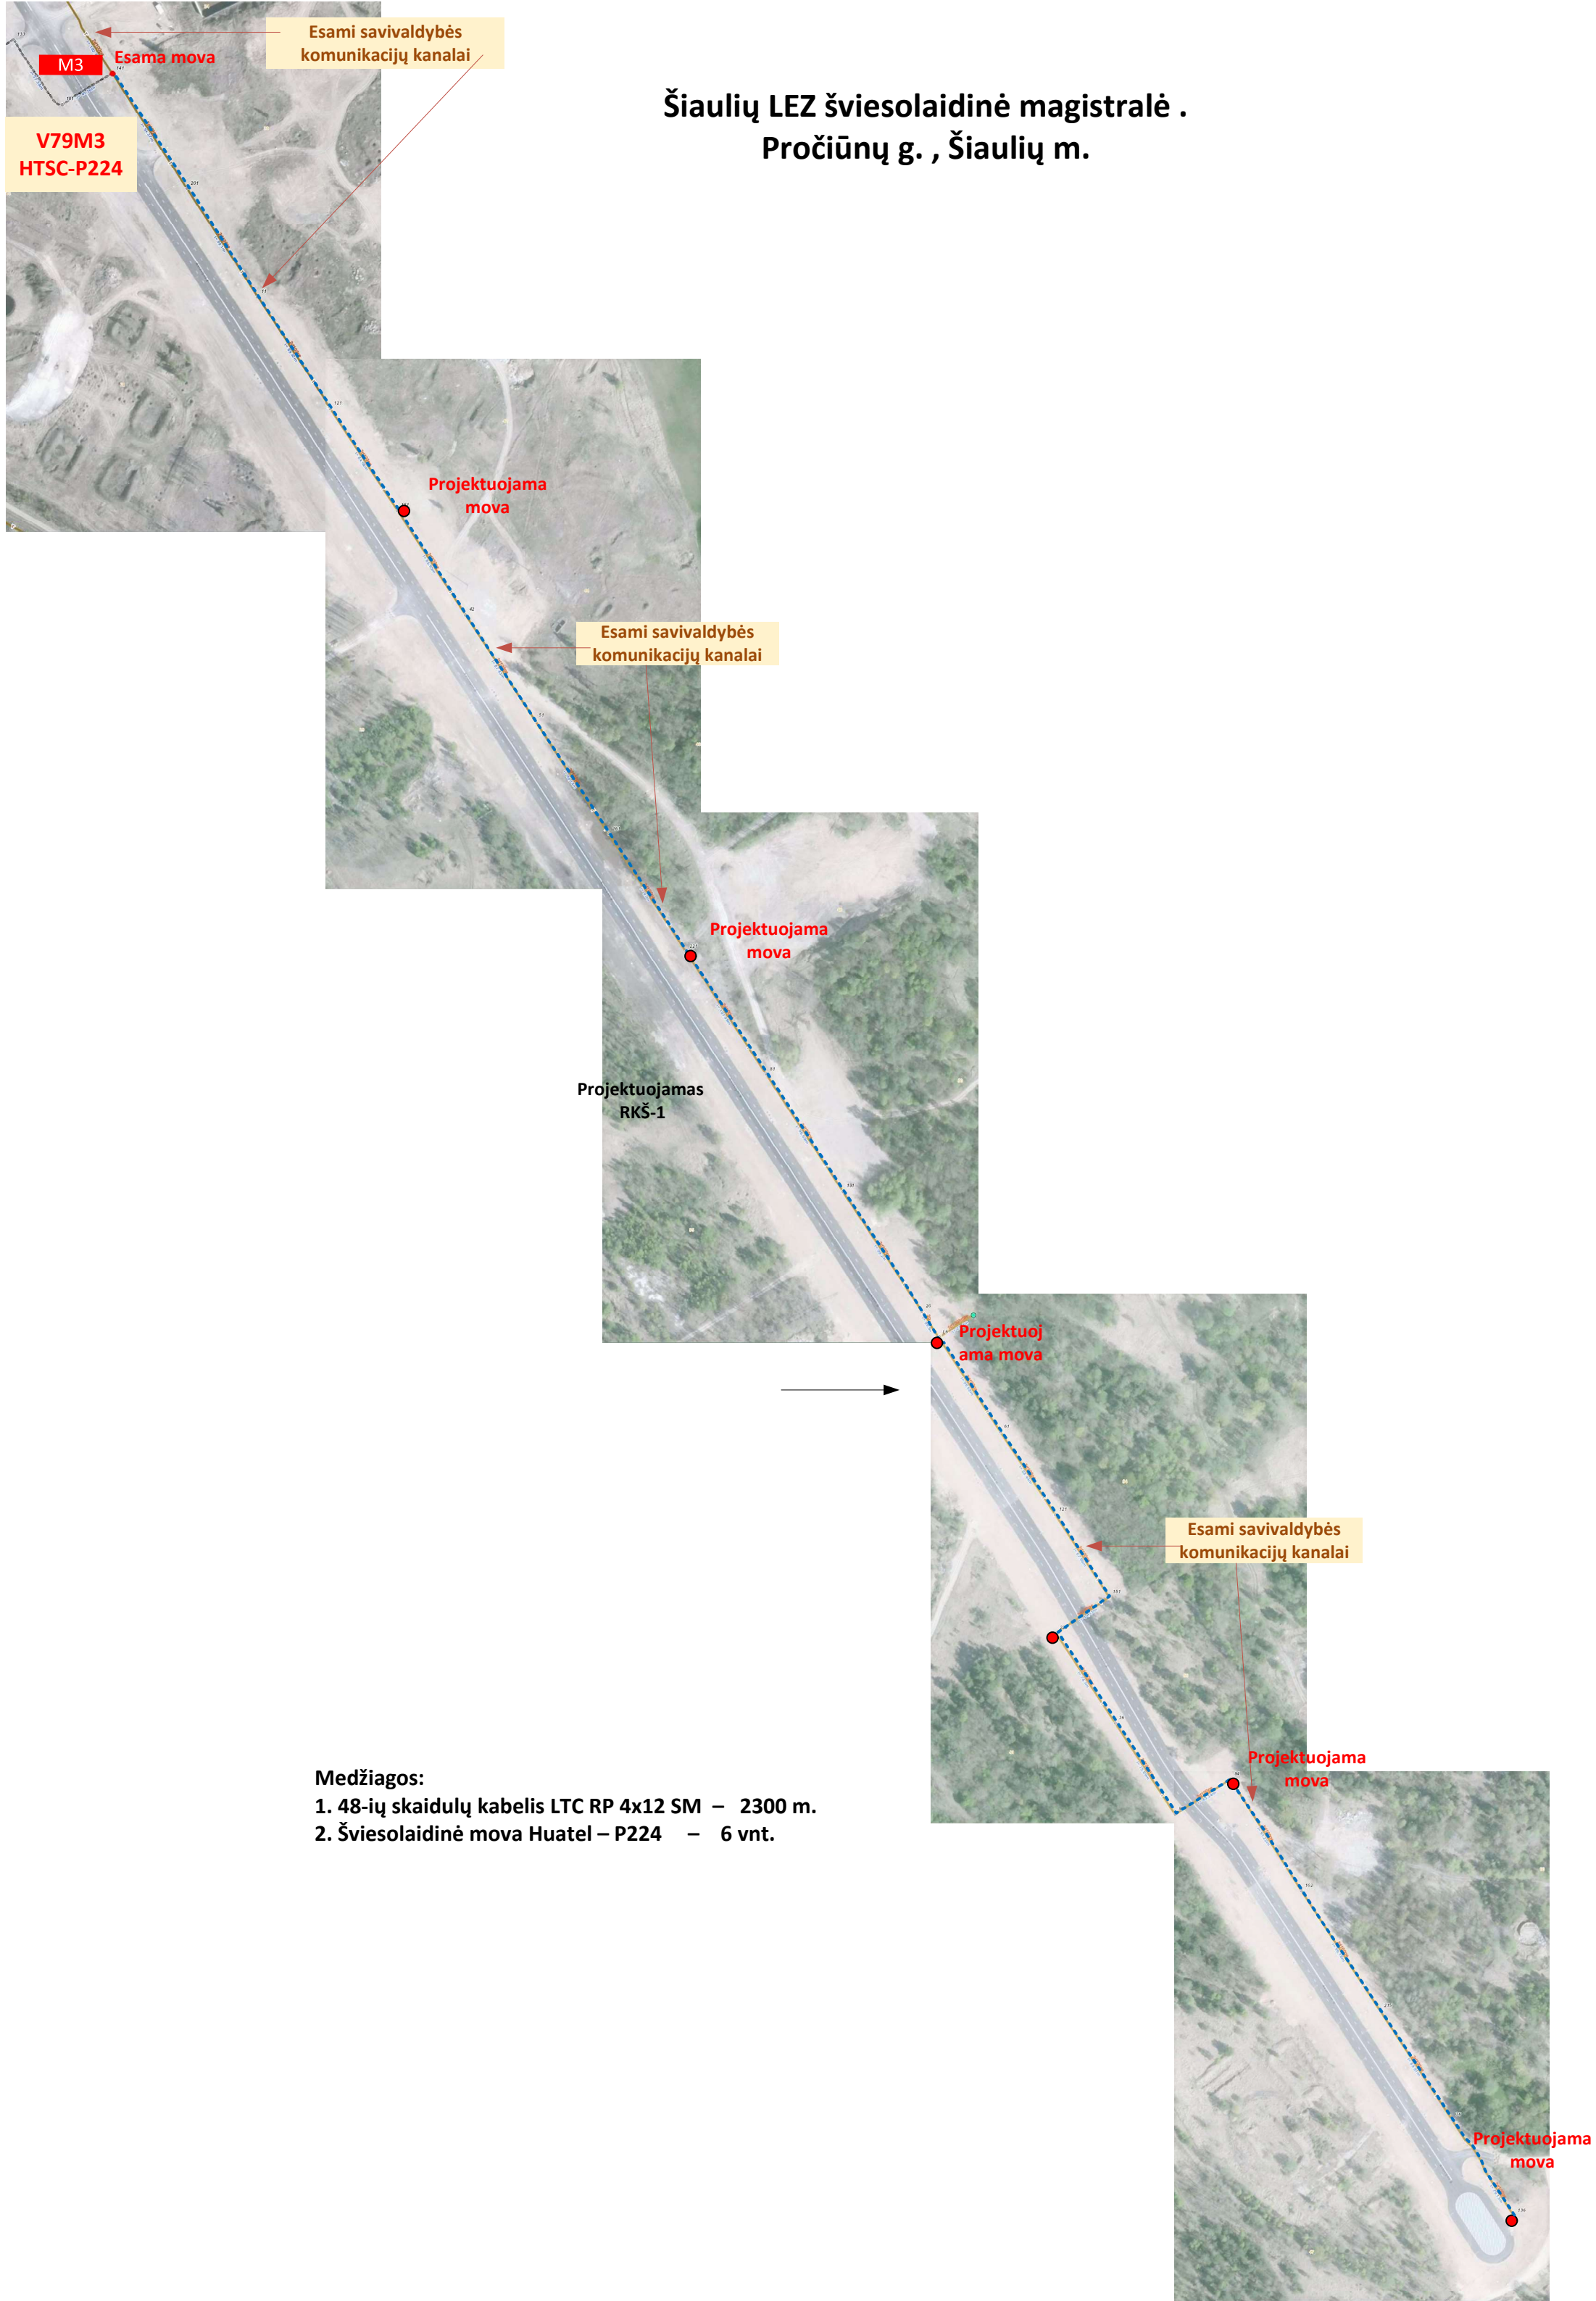 Esami savivaldybės
komunikacijų kanalai
M3
Esama mova
V79M3
HTSC-P224
Šiaulių LEZ šviesolaidinė magistralė .
Pročiūnų g. , Šiaulių m.
Projektuojama
mova
Esami savivaldybės
komunikacijų kanalai
Projektuojama
mova
Projektuojamas
RKŠ-1
Projektuoj
ama mova
Esami savivaldybės
komunikacijų kanalai
Projektuojama
mova
Medžiagos:
1. 48-ių skaidulų kabelis LTC RP 4x12 SM – 2300 m.
2. Šviesolaidinė mova Huatel – P224 – 6 vnt.
Projektuojama
mova